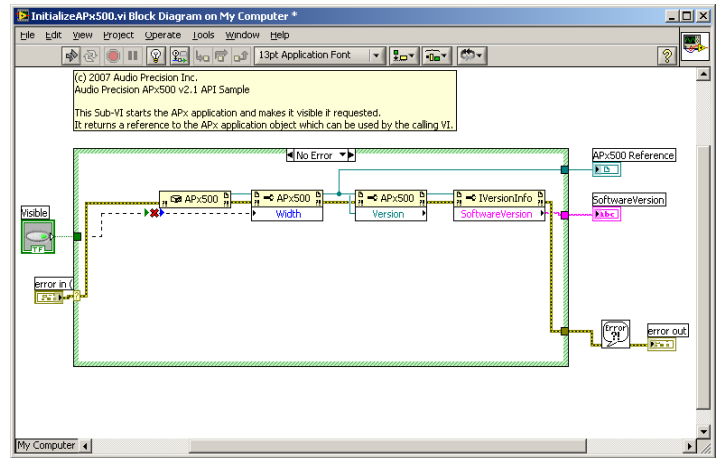 InitializeAPx500.vi Block Diagram on My Computer *
File Edit View Project Operate Tools Window Help
13pt Application Font
(c) 2007 Audio Precision Inc.
Audio Precision APx500 v2.1 API Sample
This Sub-VI starts the APx application and makes it visible if requested.
It returns a reference to the APx application object which can be used by the calling VI.
No Error
APx500 Reference
APx500
APx500
APx500
IVersionInfo
Width
Version
SoftwareVersion
SoftwareVersion
abc
Visible
TF
error in (
Error
?!
error out
My Computer